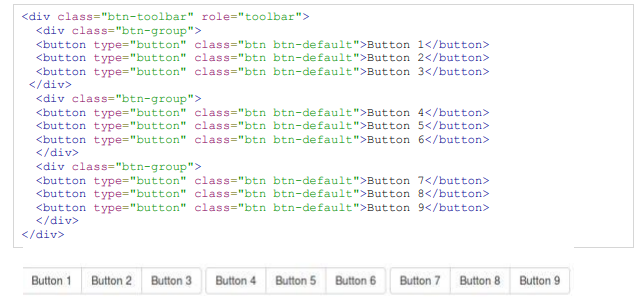 <div class="btn-toolbar" role="toolbar">
  <div class="btn-group">
  <button type="button" class="btn btn-default">Button 1</button>
  <button type="button" class="btn btn-default">Button 2</button>
  <button type="button" class="btn btn-default">Button 3</button>
 </div>
  <div class="btn-group">
  <button type="button" class="btn btn-default">Button 4</button>
  <button type="button" class="btn btn-default">Button 5</button>
  <button type="button" class="btn btn-default">Button 6</button>
  </div>
  <div class="btn-group">
  <button type="button" class="btn btn-default">Button 7</button>
  <button type="button" class="btn btn-default">Button 8</button>
  <button type="button" class="btn btn-default">Button 9</button>
  </div>
</div>
Button 1 Button 2 Button 3 Button 4 Button 5 Button 6 Button 7 Button 8 Button 9